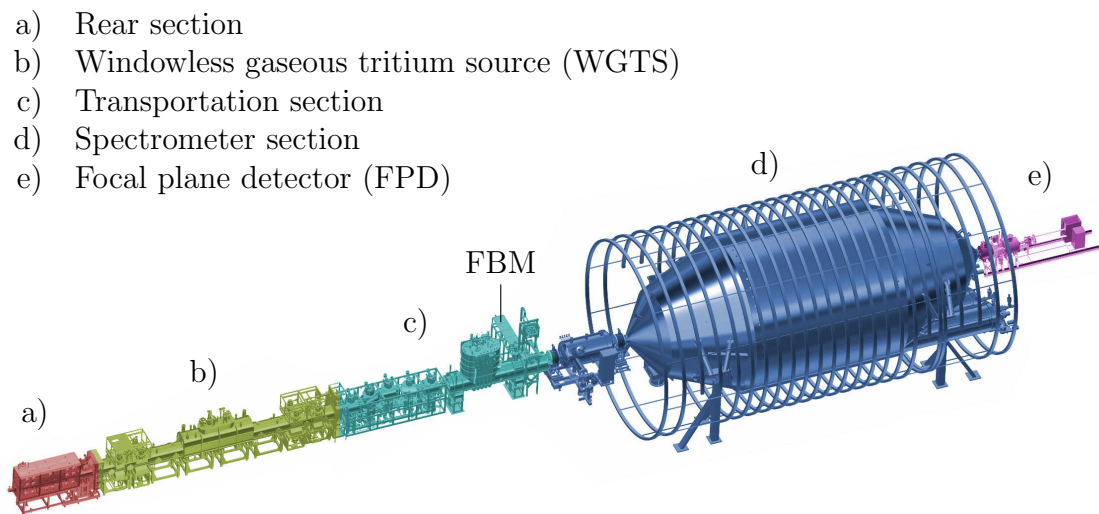 a) Rear section
b) Windowless gaseous tritium source (WGTS)
c) Transportation section
d) Spectrometer section
e) Focal plane detector (FPD)
d)
e)
FBM
c)
b)
a)